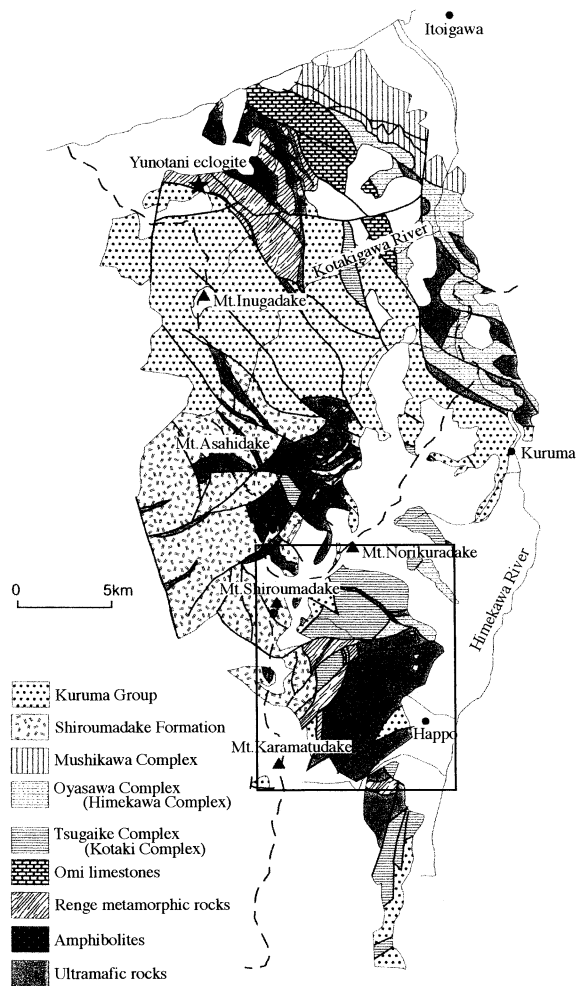 Itoigawa
Yunotani eclogite
Kotakigawa River
Mt.Inugadake
Mt.Asahidake
Kuruma
Mt.Norikuradake
Mt.Shiroumadake
Himekawa River
0 5km
Happo
Mt.Karamatudake
Kuruma Group
Shiroumadake Formation
Mushikawa Complex
Oyasawa Complex
(Himekawa Complex)
Tsugaike Complex
(Kotaki Complex)
Omi limestones
Renge metamorphic rocks
Amphibolites
Ultramafic rocks